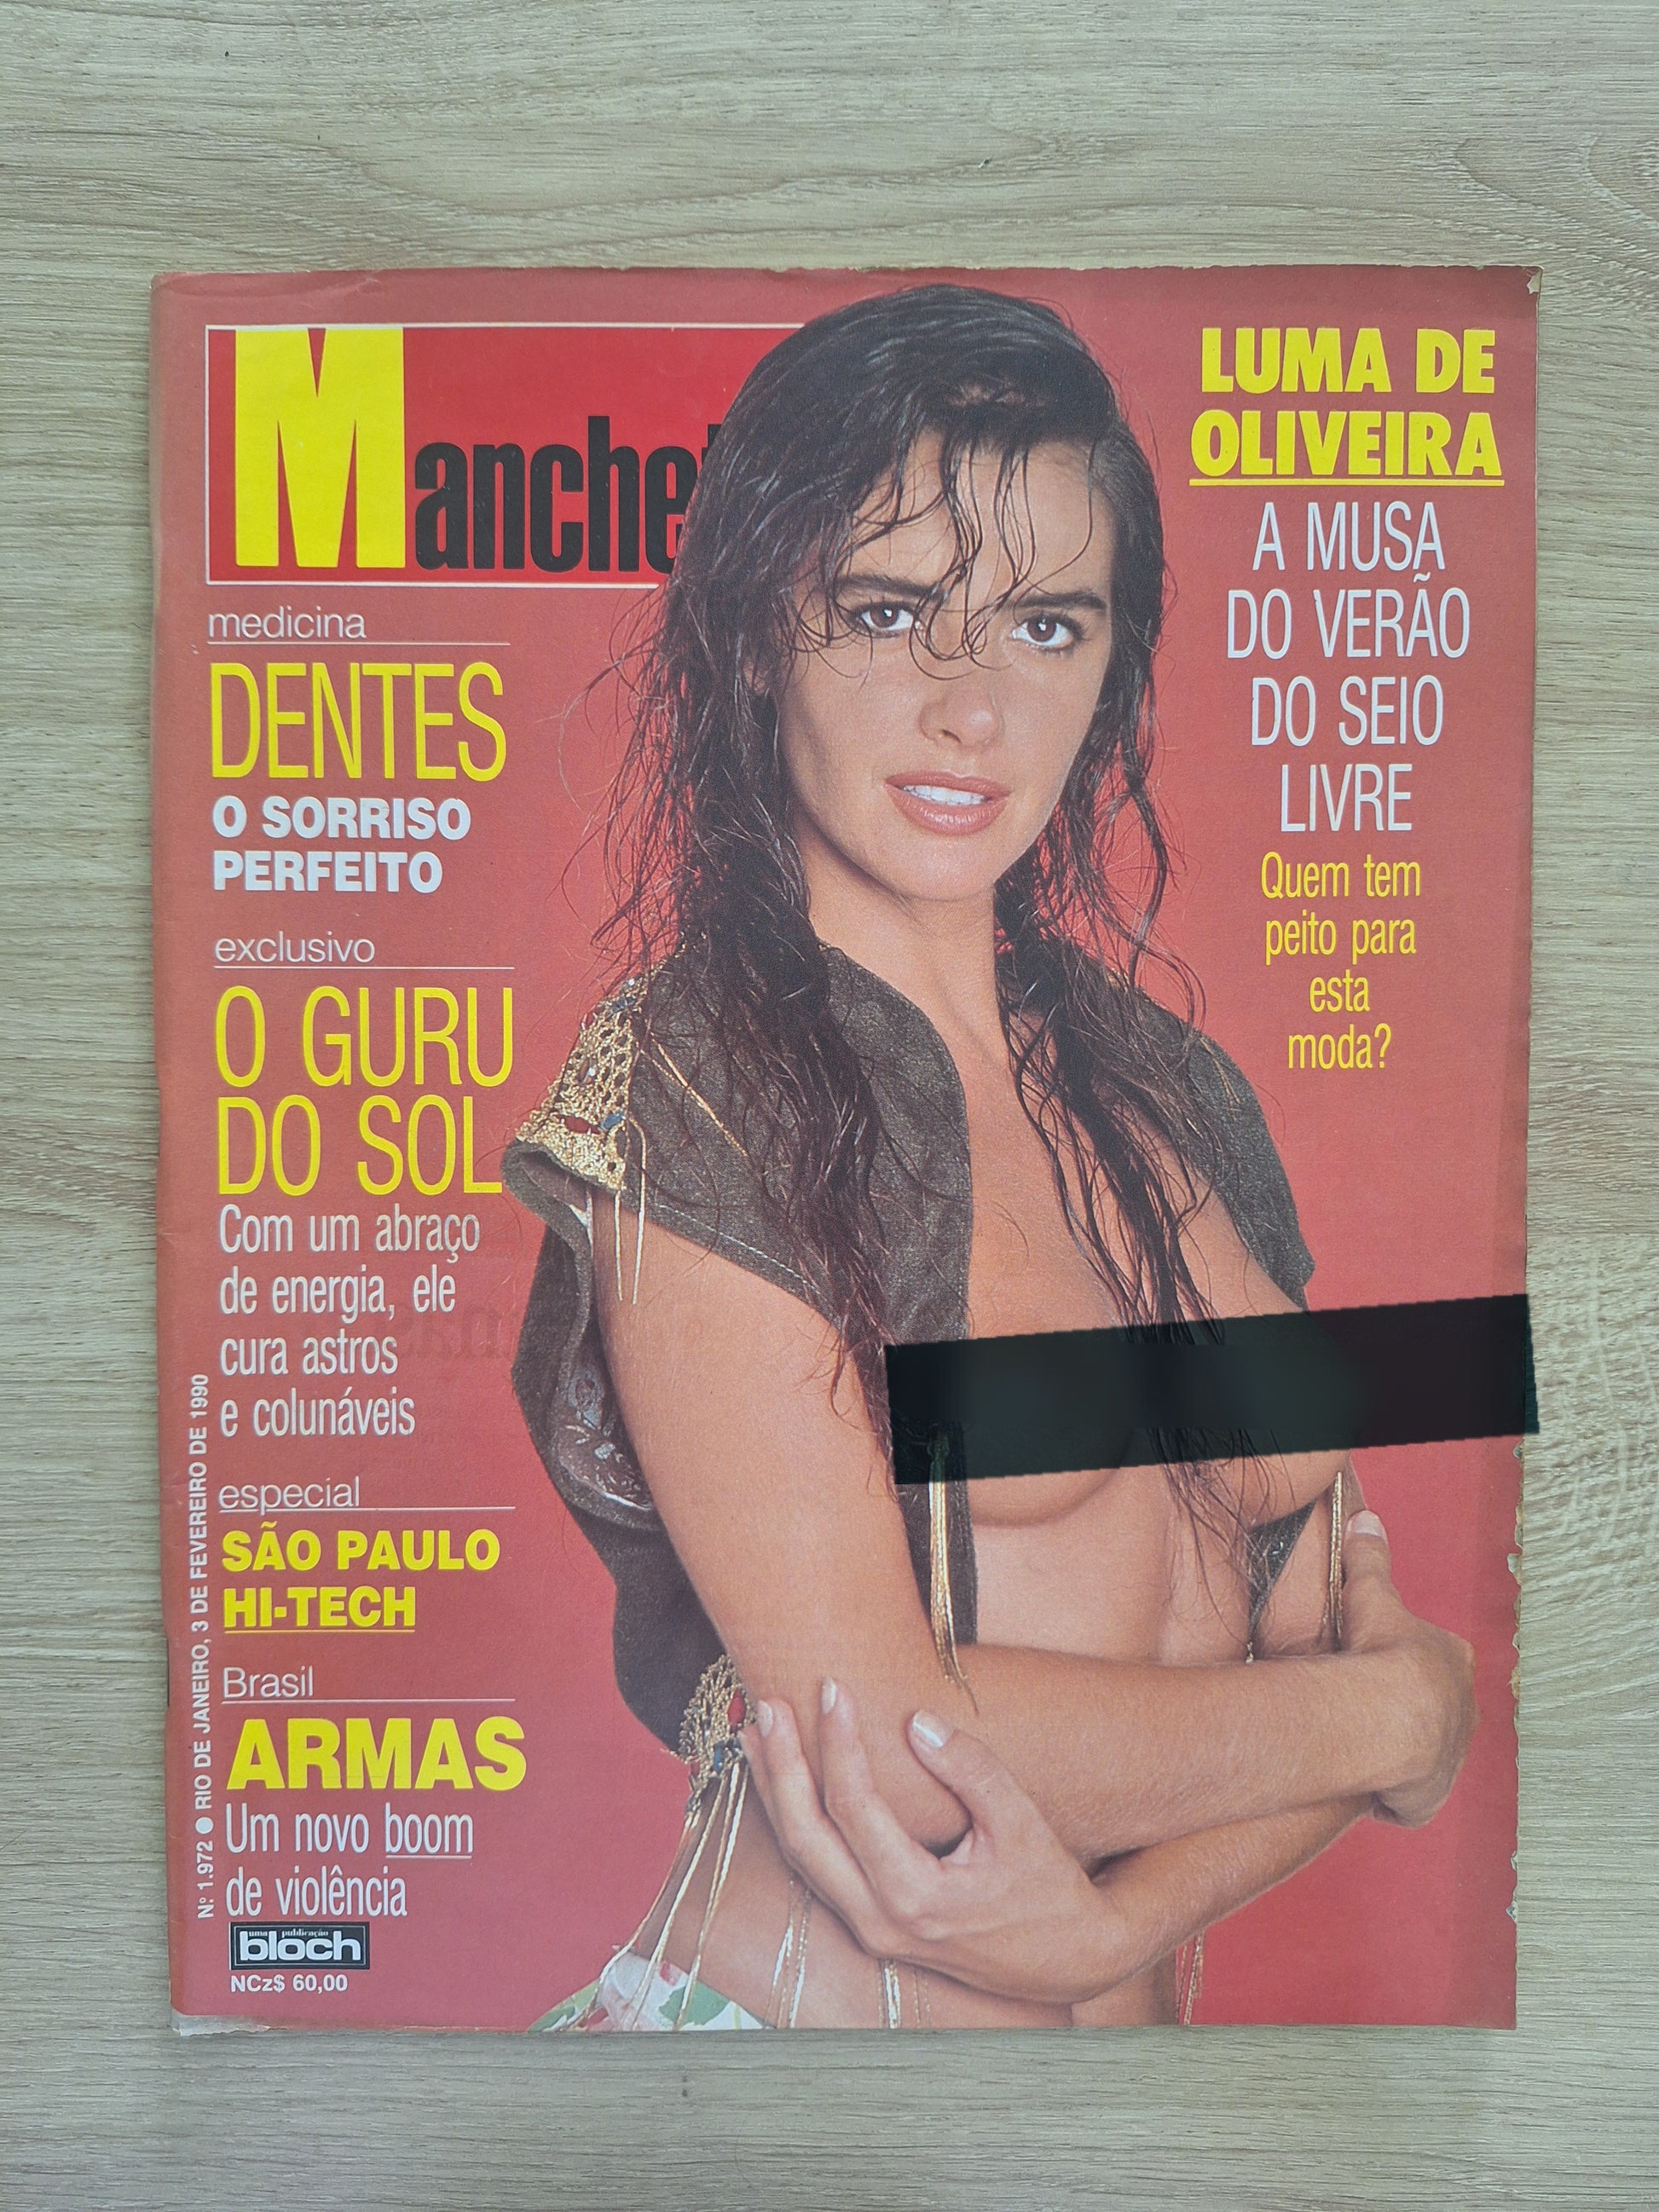 Manchet
medicina
DENTES
O SORRISO
PERFEITO
exclusivo
O GURU
DO SOL
Com um abraço
de energia, ele
cura astros
e colunáveis
especial
SÃO PAULO
HI-TECH
Brasil
ARMAS
Um novo boom
de violência
uma publicação
bloch
NCz$ 60,00
Nº 1.972 ● RIO DE JANEIRO, 3 DE FEVEREIRO DE 1990
LUMA DE
OLIVEIRA
A MUSA
DO VERÃO
DO SEIO
LIVRE
Quem tem
peito para
esta
moda?